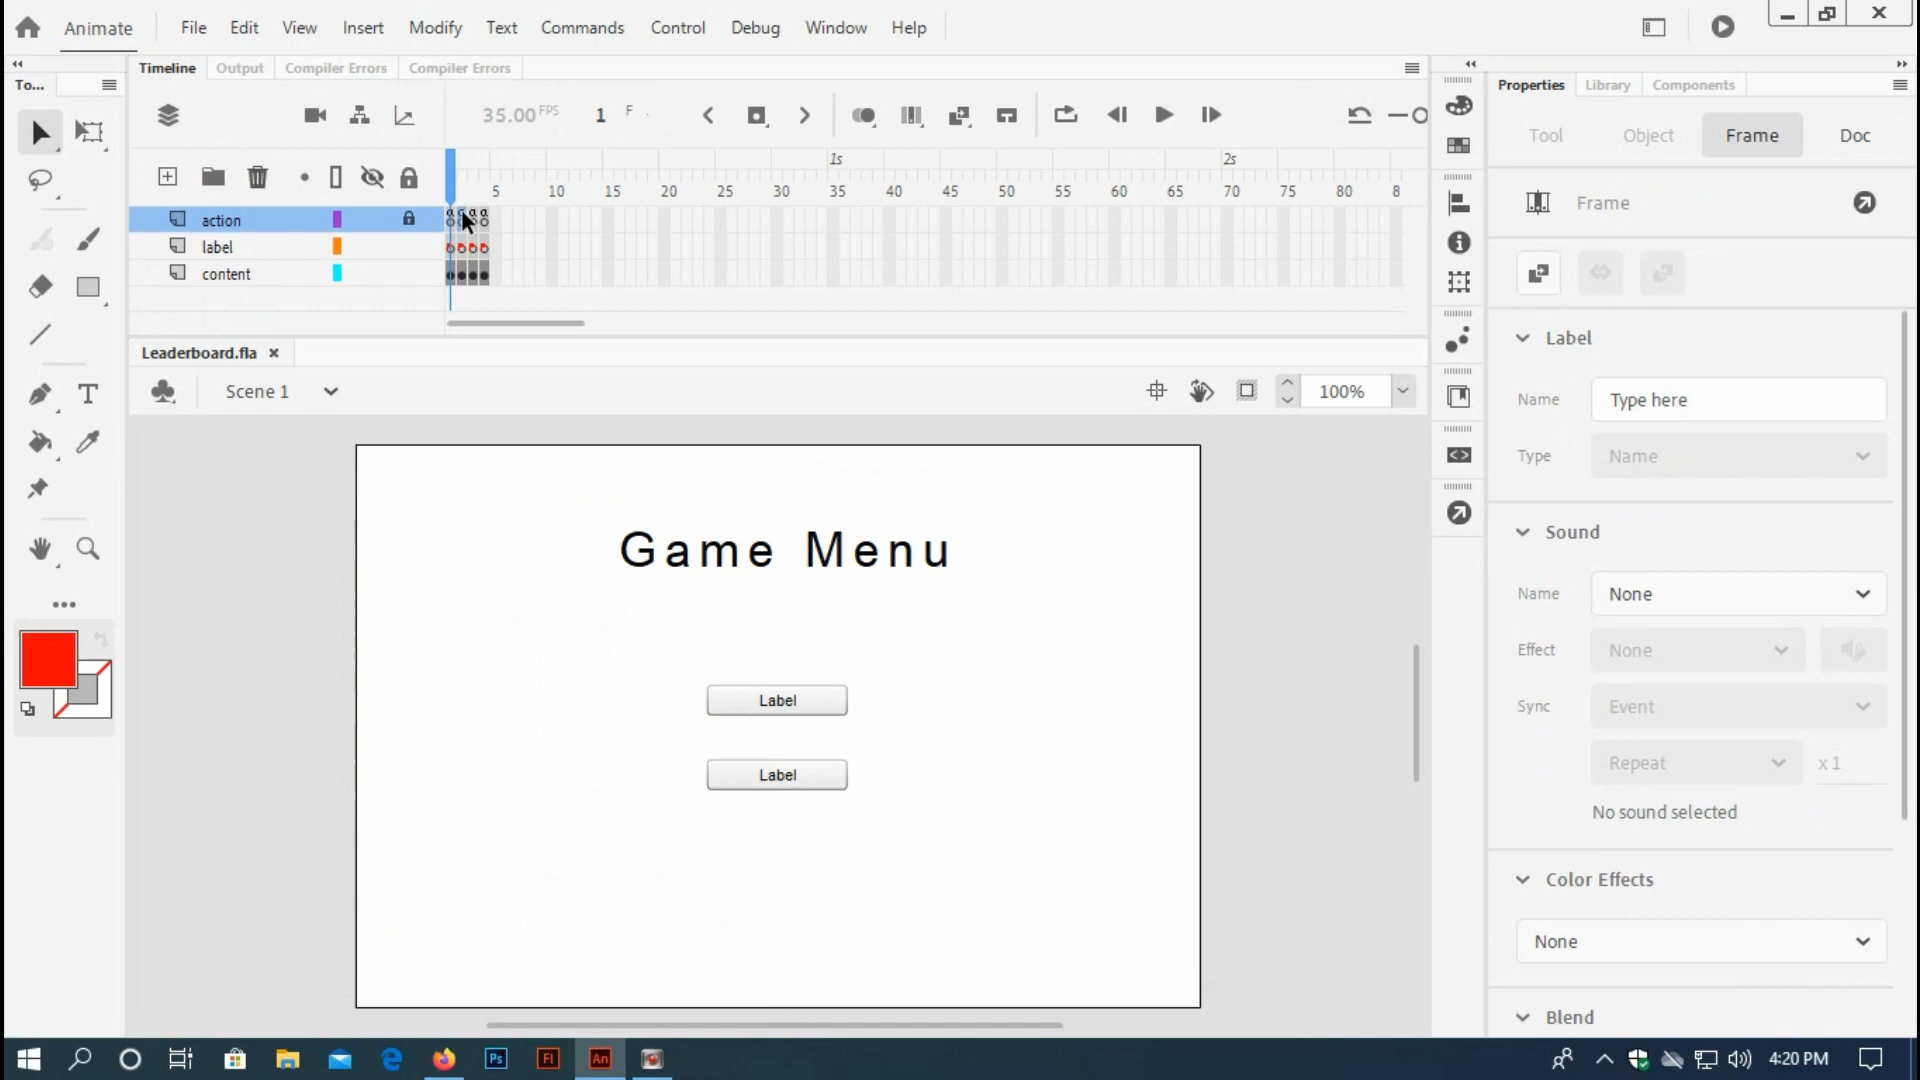 Animate File Edit View Insert Modify Text Commands Control Debug Window Help
Timeline Output Compiler Errors Compiler Errors
To... Properties Library Components
35.00 FPS 1 F
Tool Object Frame Doc
1s 2s
5 10 15 20 25 30 35 40 45 50 55 60 65 70 75 80 8
action
label
content
Frame
Label
Leaderboard.fla
Scene 1 100%
Name Type here
Type Name
Game Menu
Sound
Name None
Effect None
Sync Event
Repeat x 1
No sound selected
Label
Label
Color Effects
None
Blend
Ps Fl An 4:20 PM